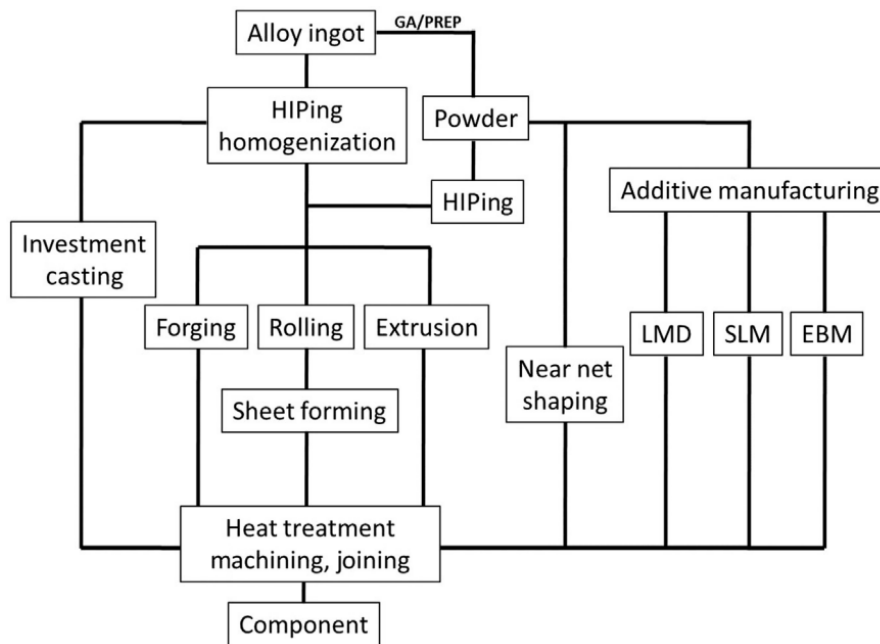 GA/PREP
Alloy ingot
HIPing
homogenization
Powder
HIPing
Additive manufacturing
Investment
casting
Forging
Rolling
Extrusion
LMD
SLM
EBM
Near net
shaping
Sheet forming
Heat treatment
machining, joining
Component